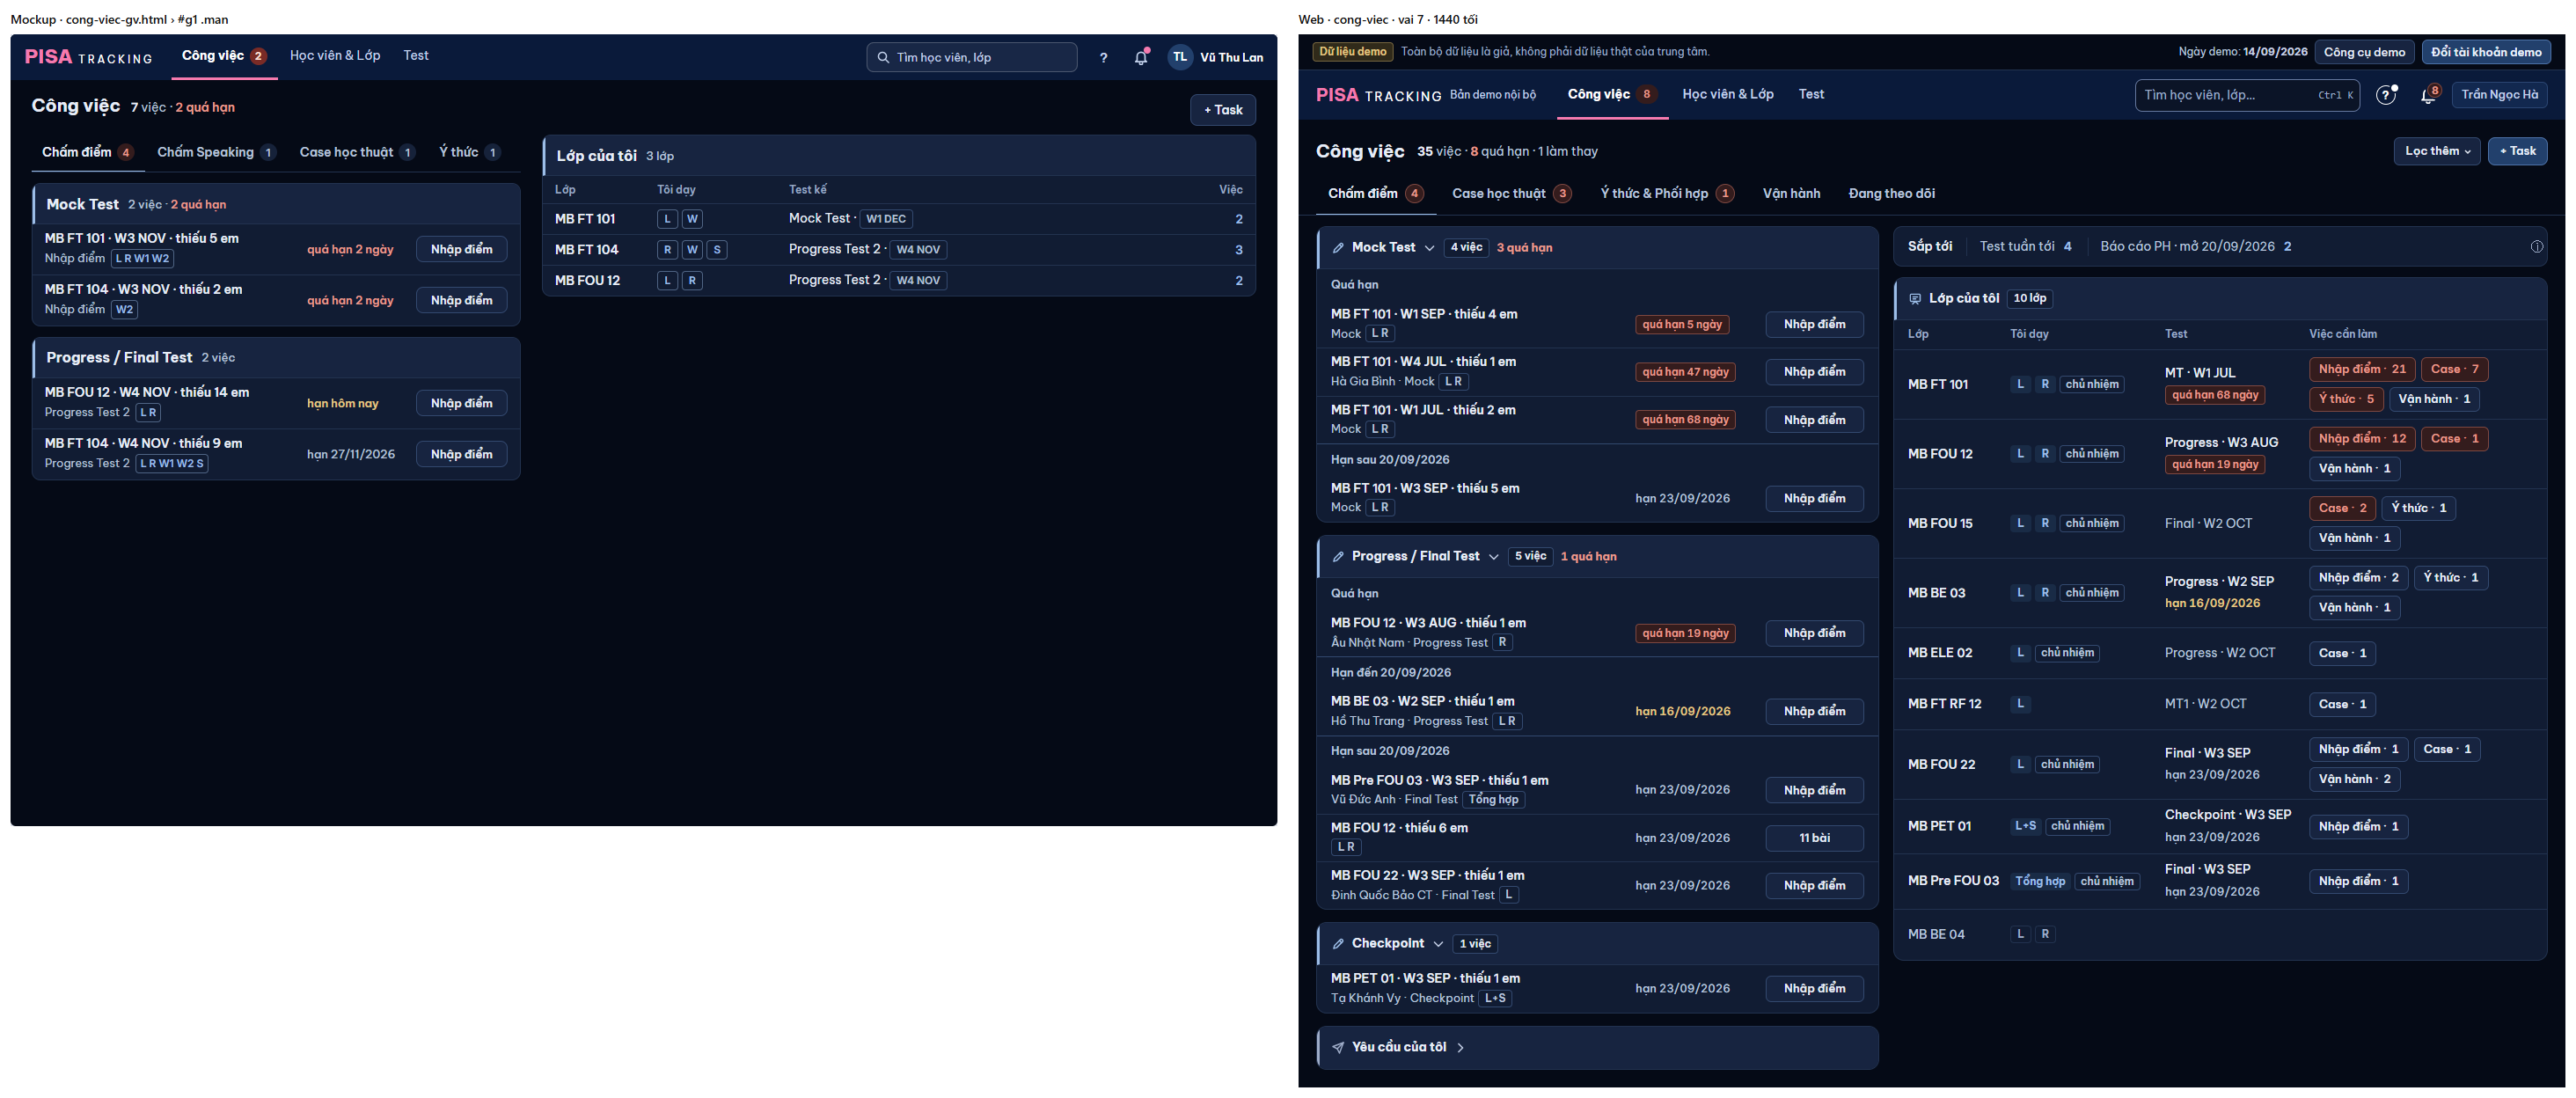 Mockup · cong-viec-gv.html › #g1 .man
PISA TRACKING Công việc 2 Học viên & Lớp Test Tìm học viên, lớp ? TL Vũ Thu Lan
Công việc 7 việc · 2 quá hạn + Task
Chấm điểm 4 Chấm Speaking 1 Case học thuật 1 Ý thức 1
Mock Test 2 việc · 2 quá hạn
MB FT 101 · W3 NOV · thiếu 5 em
Nhập điểm L R W1 W2
quá hạn 2 ngày Nhập điểm
MB FT 104 · W3 NOV · thiếu 2 em
Nhập điểm W2
quá hạn 2 ngày Nhập điểm
Progress / Final Test 2 việc
MB FOU 12 · W4 NOV · thiếu 14 em
Progress Test 2 L R
hạn hôm nay Nhập điểm
MB FT 104 · W4 NOV · thiếu 9 em
Progress Test 2 L R W1 W2 S
hạn 27/11/2026 Nhập điểm
Lớp của tôi 3 lớp
Lớp Tôi dạy Test kế Việc
MB FT 101 L W Mock Test · W1 DEC 2
MB FT 104 R W S Progress Test 2 · W4 NOV 3
MB FOU 12 L R Progress Test 2 · W4 NOV 2
Web · cong-viec · vai 7 · 1440 tối
Dữ liệu demo Toàn bộ dữ liệu là giả, không phải dữ liệu thật của trung tâm. Ngày demo: 14/09/2026 Công cụ demo Đổi tài khoản demo
PISA TRACKING Bản demo nội bộ Công việc 8 Học viên & Lớp Test Tìm học viên, lớp... Ctrl K ? 8 Trần Ngọc Hà
Công việc 35 việc · 8 quá hạn · 1 làm thay Lọc thêm + Task
Chấm điểm 4 Case học thuật 3 Ý thức & Phối hợp 1 Vận hành Đang theo dõi
Mock Test 4 việc 3 quá hạn
Quá hạn
MB FT 101 · W1 SEP · thiếu 4 em
Mock L R
quá hạn 5 ngày Nhập điểm
MB FT 101 · W4 JUL · thiếu 1 em
Hà Gia Bình · Mock L R
quá hạn 47 ngày Nhập điểm
MB FT 101 · W1 JUL · thiếu 2 em
Mock L R
quá hạn 68 ngày Nhập điểm
Hạn sau 20/09/2026
MB FT 101 · W3 SEP · thiếu 5 em
Mock L R
hạn 23/09/2026 Nhập điểm
Progress / Final Test 5 việc 1 quá hạn
Quá hạn
MB FOU 12 · W3 AUG · thiếu 1 em
Âu Nhật Nam · Progress Test R
quá hạn 19 ngày Nhập điểm
Hạn đến 20/09/2026
MB BE 03 · W2 SEP · thiếu 1 em
Hồ Thu Trang · Progress Test L R
hạn 16/09/2026 Nhập điểm
Hạn sau 20/09/2026
MB Pre FOU 03 · W3 SEP · thiếu 1 em
Vũ Đức Anh · Final Test Tổng hợp
hạn 23/09/2026 Nhập điểm
MB FOU 12 · thiếu 6 em
L R
hạn 23/09/2026 11 bài
MB FOU 22 · W3 SEP · thiếu 1 em
Đinh Quốc Bảo CT · Final Test L
hạn 23/09/2026 Nhập điểm
Checkpoint 1 việc
MB PET 01 · W3 SEP · thiếu 1 em
Tạ Khánh Vy · Checkpoint L+S
hạn 23/09/2026 Nhập điểm
Yêu cầu của tôi
Sắp tới Test tuần tới 4 Báo cáo PH · mở 20/09/2026 2
Lớp của tôi 10 lớp
Lớp Tôi dạy Test Việc cần làm
MB FT 101 L R chủ nhiệm
MT · W1 JUL
quá hạn 68 ngày
Nhập điểm · 21 Case · 7
Ý thức · 5 Vận hành · 1
MB FOU 12 L R chủ nhiệm
Progress · W3 AUG
quá hạn 19 ngày
Nhập điểm · 12 Case · 1
Vận hành · 1
MB FOU 15 L R chủ nhiệm
Final · W2 OCT
Case · 2 Ý thức · 1
Vận hành · 1
MB BE 03 L R chủ nhiệm
Progress · W2 SEP
hạn 16/09/2026
Nhập điểm · 2 Ý thức · 1
Vận hành · 1
MB ELE 02 L chủ nhiệm Progress · W2 OCT Case · 1
MB FT RF 12 L MT1 · W2 OCT Case · 1
MB FOU 22 L chủ nhiệm
Final · W3 SEP
hạn 23/09/2026
Nhập điểm · 1 Case · 1
Vận hành · 2
MB PET 01 L+S chủ nhiệm
Checkpoint · W3 SEP
hạn 23/09/2026
Nhập điểm · 1
MB Pre FOU 03 Tổng hợp chủ nhiệm
Final · W3 SEP
hạn 23/09/2026
Nhập điểm · 1
MB BE 04 L R